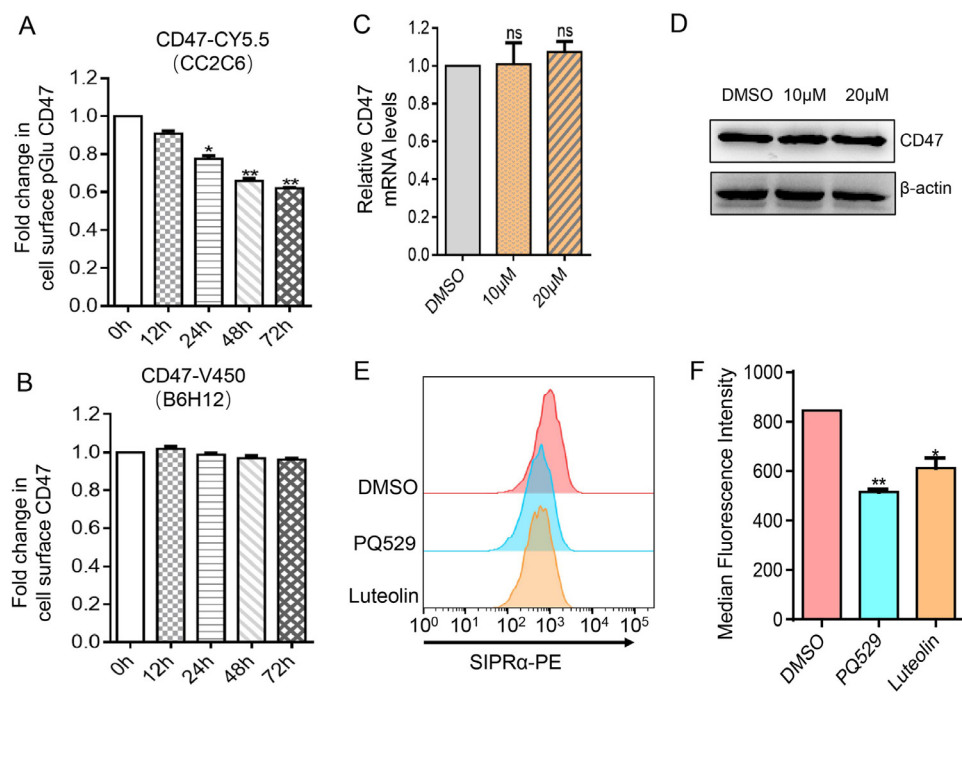 A
CD47-CY5.5
(CC2C6)
Fold change in
cell surface pGlu CD47
1.2
1.0
0.8
0.6
0.4
0.2
0.0
*
**
**
0h
12h
24h
48h
72h
B
CD47-V450
(B6H12)
Fold change in
cell surface CD47
1.2
1.0
0.8
0.6
0.4
0.2
0.0
0h
12h
24h
48h
72h
C
Relative CD47
mRNA levels
1.2
1.0
0.8
0.6
0.4
0.2
0.0
ns
ns
DMSO
10μM
20μM
D
DMSO 10μM 20μM
CD47
β-actin
E
DMSO
PQ529
Luteolin
10⁰ 10¹ 10² 10³ 10⁴ 10⁵
SIPRα-PE
F
Median Fluorescence Intensity
1000
800
600
400
200
0
**
*
DMSO
PQ529
Luteolin